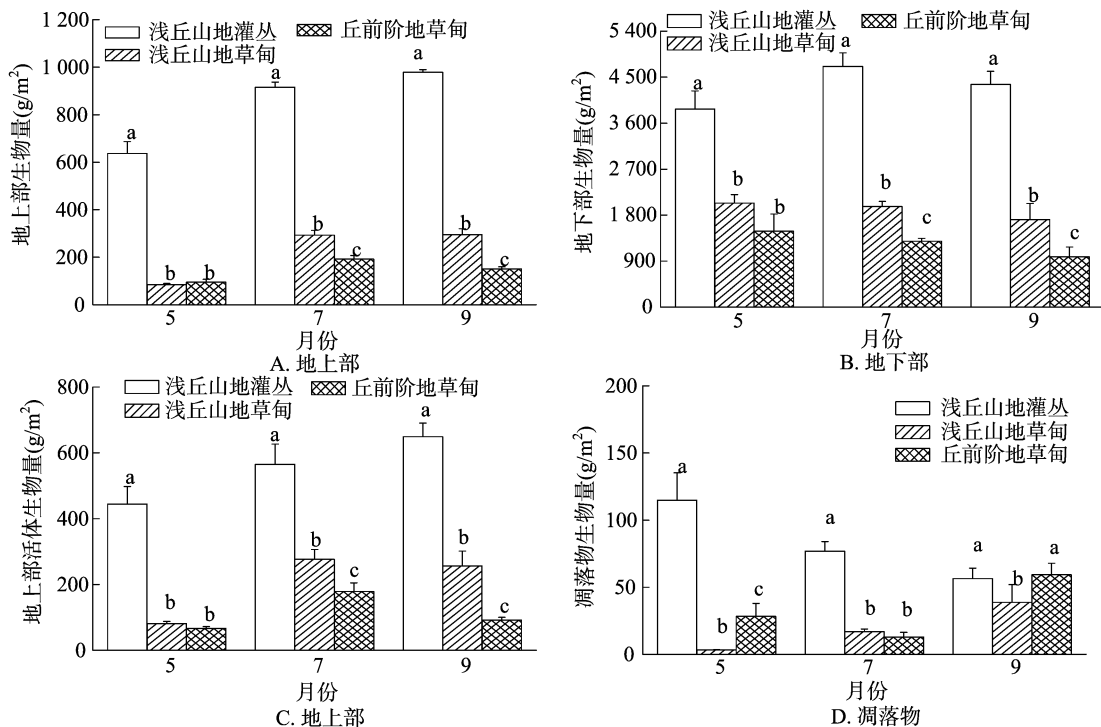 地上部生物量(g/m²)
1 200
1 000
800
600
400
200
0
浅丘山地灌丛
丘前阶地草甸
浅丘山地草甸
a
b
b
a
b
c
a
b
c
5
7
9
月份
A. 地上部
地下部生物量(g/m²)
5 400
4 500
3 600
2 700
1 800
900
0
浅丘山地灌丛
丘前阶地草甸
浅丘山地草甸
a
b
b
a
b
c
a
b
c
5
7
9
月份
B. 地下部
地上部活体生物量(g/m²)
800
600
400
200
0
浅丘山地灌丛
丘前阶地草甸
浅丘山地草甸
a
b
b
a
b
c
a
b
c
5
7
9
月份
C. 地上部
凋落物生物量(g/m²)
200
150
100
50
0
浅丘山地灌丛
浅丘山地草甸
丘前阶地草甸
a
b
c
a
b
b
a
b
a
5
7
9
月份
D. 凋落物